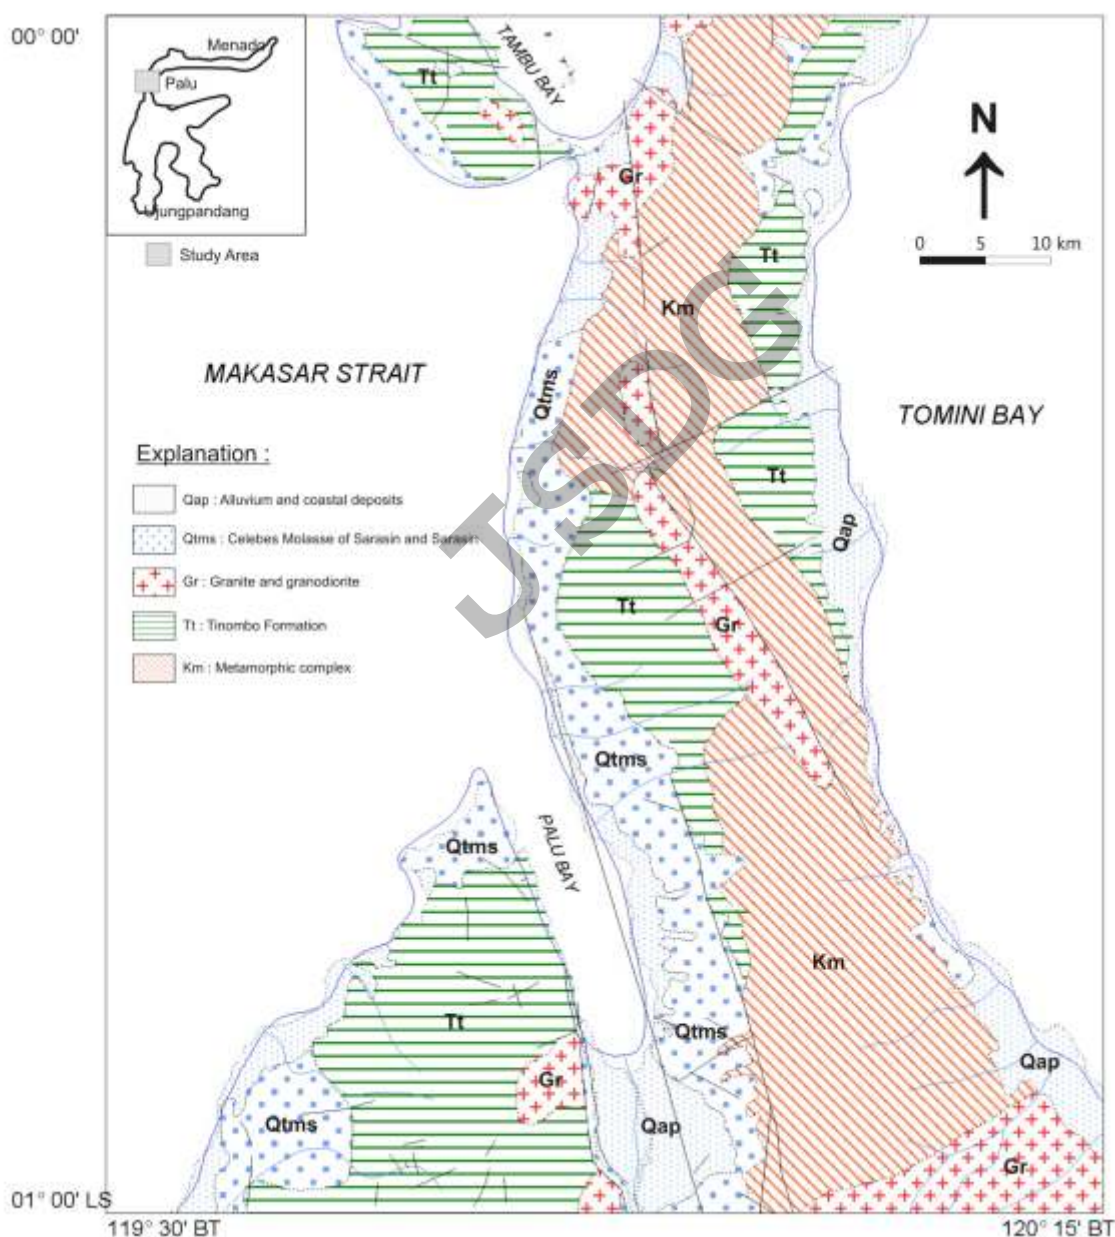 00° 00'
Menado
Palu
Ujungpandang
Study Area
TAMBU BAY
N
0 5 10 km
MAKASAR STRAIT
TOMINI BAY
PALU BAY
Explanation :
Qap : Alluvium and coastal deposits
Qtms : Celebes Molasse of Sarasin and Sarasin
Gr : Granite and granodiorite
Tt : Tinombo Formation
Km : Metamorphic complex
Tt
Gr
Tt
Km
Qtms
Tt
Qap
Tt
Gr
Qtms
Qtms
Km
Tt
Qtms
Gr
Qap
Qtms
Qap
Gr
JSDG
01° 00' LS
119° 30' BT
120° 15' BT